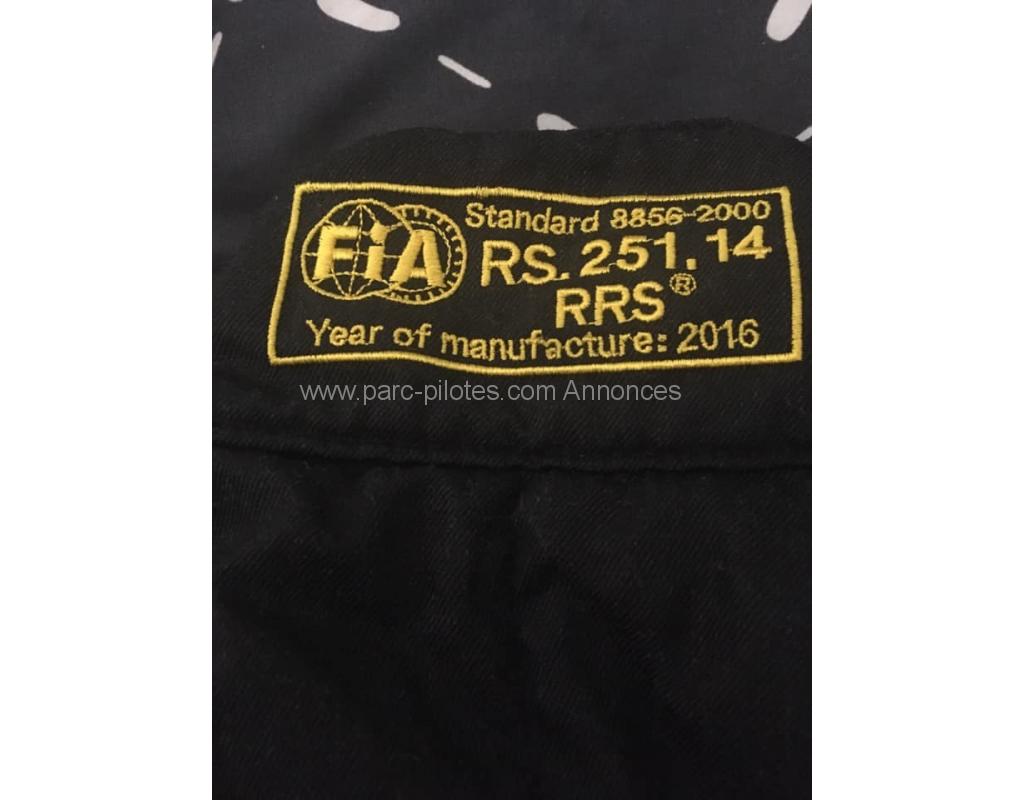 FiA
Standard 8856-2000
RS.251.14
RRS®
Year of manufacture: 2016
www.parc-pilotes.com Annonces